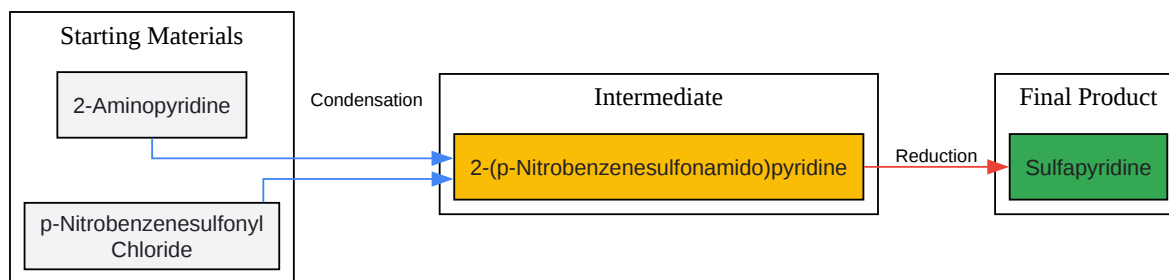 Starting Materials
2-Aminopyridine
p-Nitrobenzenesulfonyl
Chloride
Condensation
Intermediate
2-(p-Nitrobenzenesulfonamido)pyridine
Reduction
Final Product
Sulfapyridine